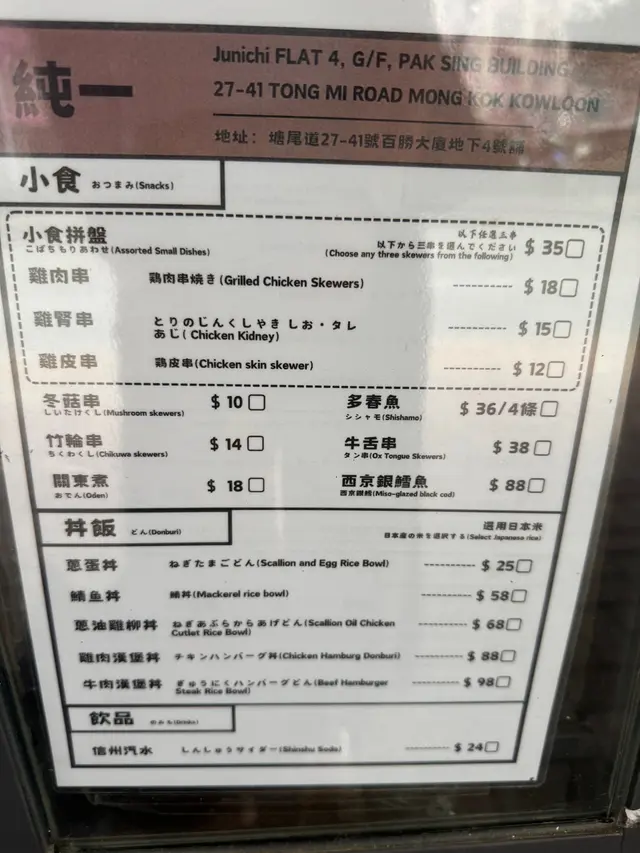 純一
Junichi FLAT 4, G/F, PAK SING BUILDING
27-41 TONG MI ROAD MONG KOK KOWLOON
地址: 塘尾道27-41號百勝大廈地下4號舖
小食 おつまみ(Snacks)
小食拼盤 以下任選三串
こばちもりあわせ(Assorted Small Dishes) 以下から三串を選んでください $ 35
(Choose any three skewers from the following)
雞肉串 鶏肉串焼き(Grilled Chicken Skewers) ---------- $ 18
雞腎串 とりのじんくしやき しお・タレ ---------- $ 15
あじ( Chicken Kidney)
雞皮串 鶏皮串(Chicken skin skewer) ---------- $ 12
冬菇串 $ 10 多春魚 $ 36/4條
しいたけくし(Mushroom skewers) シシャモ(Shishamo)
竹輪串 $ 14 牛舌串 $ 38
ちくわくし(Chikuwa skewers) タン串(Ox Tongue Skewers)
關東煮 $ 18 西京銀鱈魚 $ 88
おでん(Oden) 西京銀鱈(Miso-glazed black cod)
丼飯 どん(Donburi) 選用日本米
日本産の米を選択する(Select Japanese rice)
蔥蛋丼 ねぎたまごどん(Scallion and Egg Rice Bowl) ---------- $ 25
鯖魚丼 鯖丼(Mackerel rice bowl) ---------- $ 58
蔥油雞柳丼 ねぎあぶらからあげどん(Scallion Oil Chicken ---------- $ 68
Cutlet Rice Bowl)
雞肉漢堡丼 チキンハンバーグ丼(Chicken Hamburg Donburi) ---------- $ 88
牛肉漢堡丼 ぎゅうにくハンバーグどん(Beef Hamburger ---------- $ 98
Steak Rice Bowl)
飲品 (Drinks)
信州汽水 しんしゅうサイダー(Shinshu Soda) ---------- $ 24